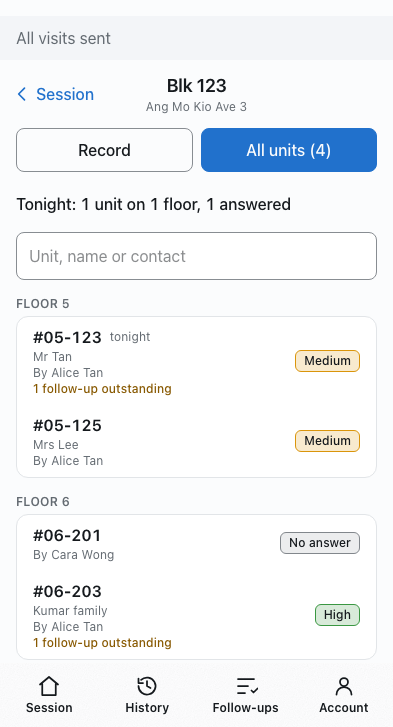 All visits sent
Session
Blk 123
Ang Mo Kio Ave 3
Record
All units (4)
Tonight: 1 unit on 1 floor, 1 answered
Unit, name or contact
FLOOR 5
#05-123 tonight
Mr Tan
By Alice Tan
1 follow-up outstanding
Medium
#05-125
Mrs Lee
By Alice Tan
Medium
FLOOR 6
#06-201
By Cara Wong
No answer
#06-203
Kumar family
By Alice Tan
1 follow-up outstanding
High
Session
History
Follow-ups
Account